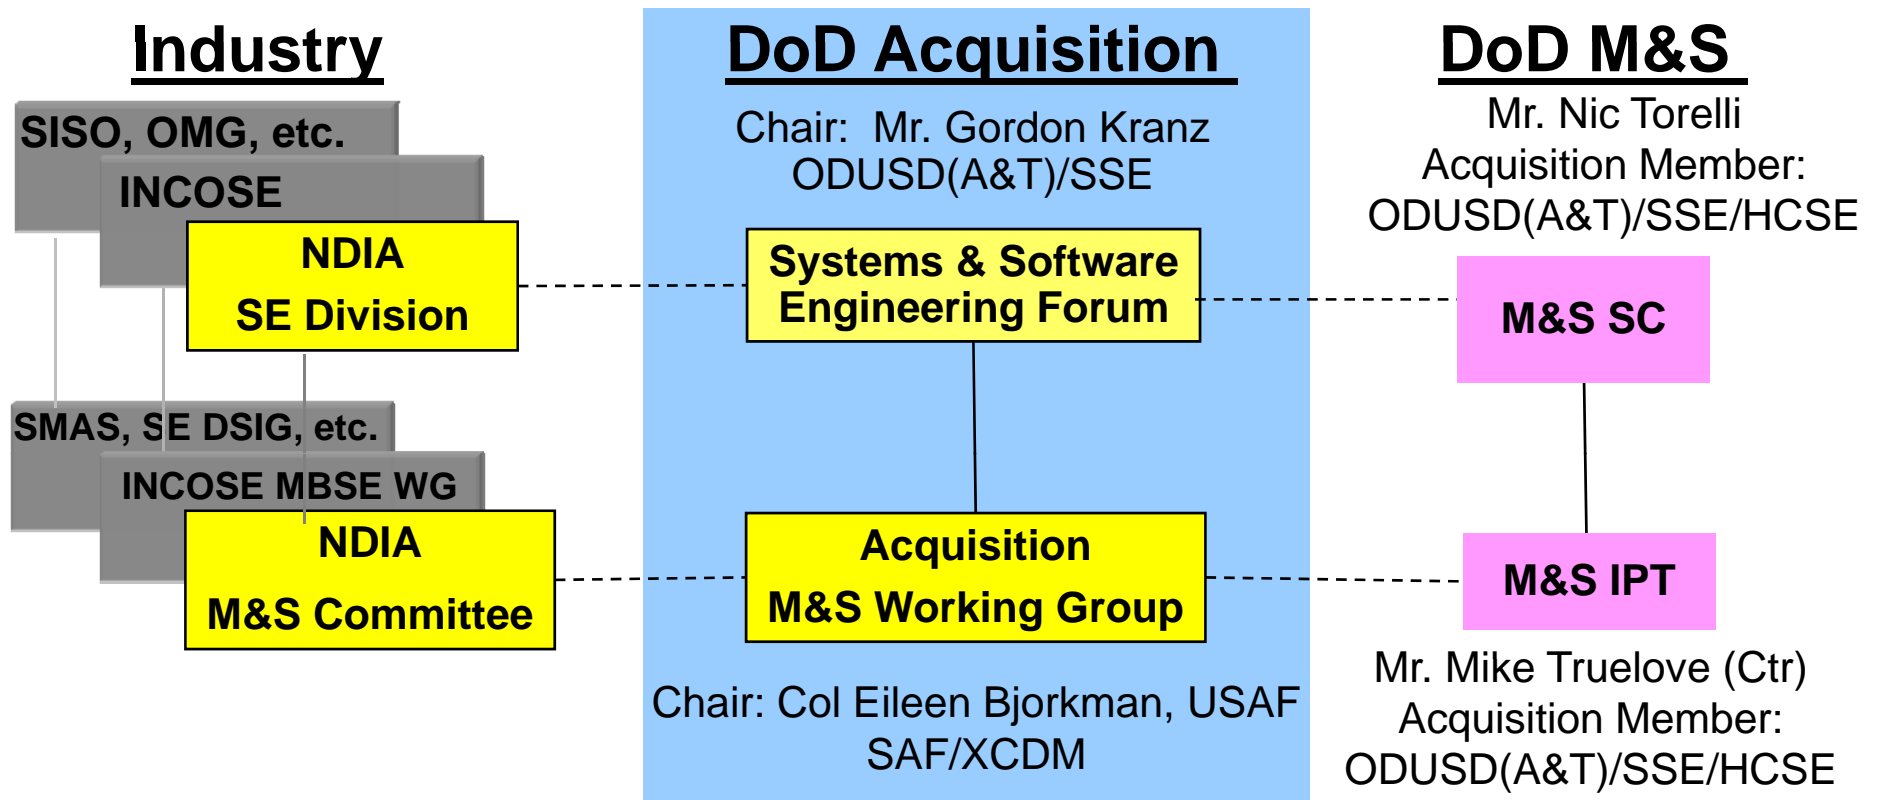 Industry
SISO, OMG, etc.
INCOSE
NDIA
SE Division
SMAS, SE DSIG, etc.
INCOSE MBSE WG
NDIA
M&S Committee
DoD Acquisition
Chair:  Mr. Gordon Kranz
ODUSD(A&T)/SSE
Systems & Software
Engineering Forum
Acquisition
M&S Working Group
Chair: Col Eileen Bjorkman, USAF
SAF/XCDM
DoD M&S
Mr. Nic Torelli
Acquisition Member:
ODUSD(A&T)/SSE/HCSE
M&S SC
M&S IPT
Mr. Mike Truelove (Ctr)
Acquisition Member:
ODUSD(A&T)/SSE/HCSE